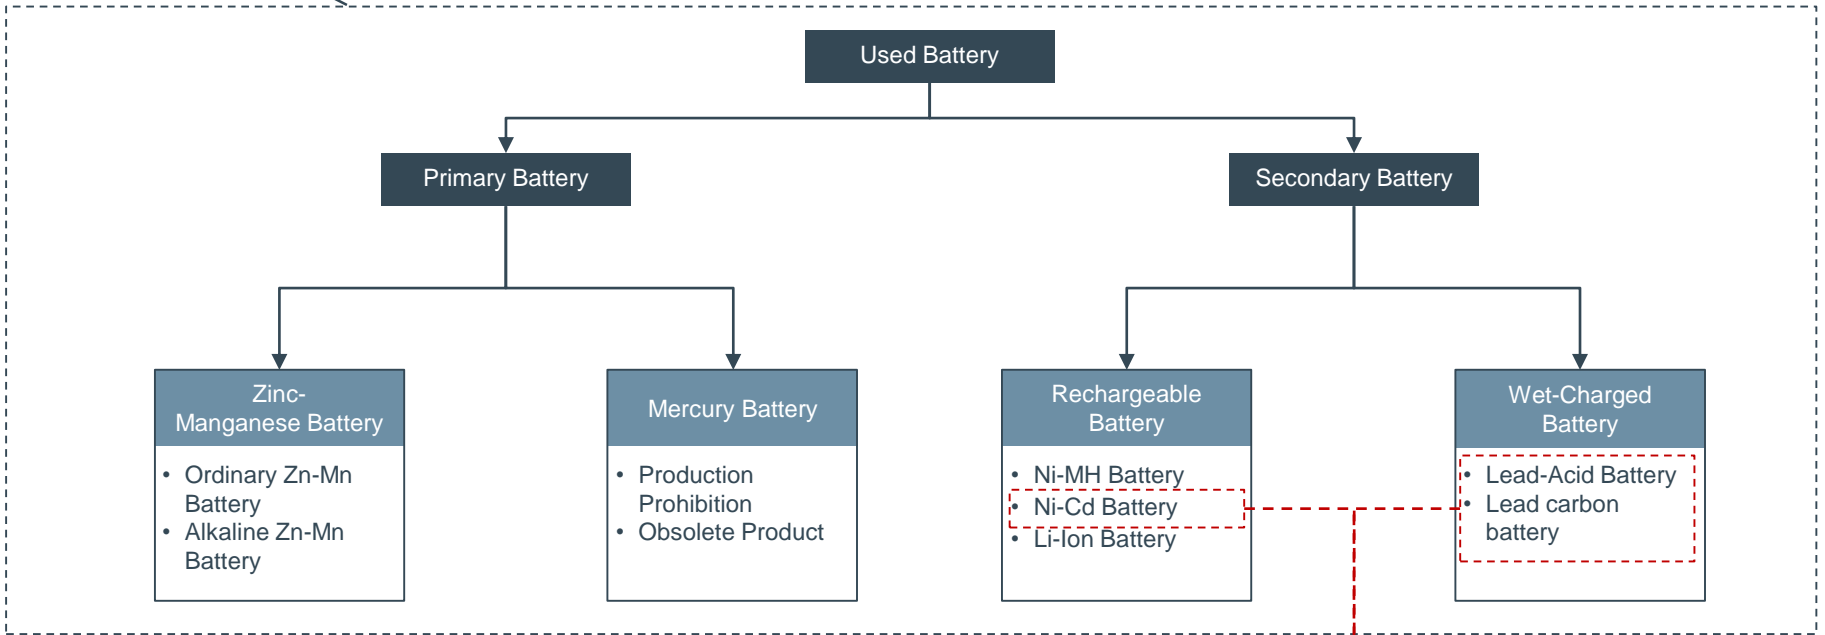 Used Battery
Primary Battery
Secondary Battery
Zinc-
Manganese Battery
• Ordinary Zn-Mn
Battery
• Alkaline Zn-Mn
Battery
Mercury Battery
• Production
Prohibition
• Obsolete Product
Rechargeable
Battery
• Ni-MH Battery
• Ni-Cd Battery
• Li-Ion Battery
Wet-Charged
Battery
• Lead-Acid Battery
• Lead carbon
battery